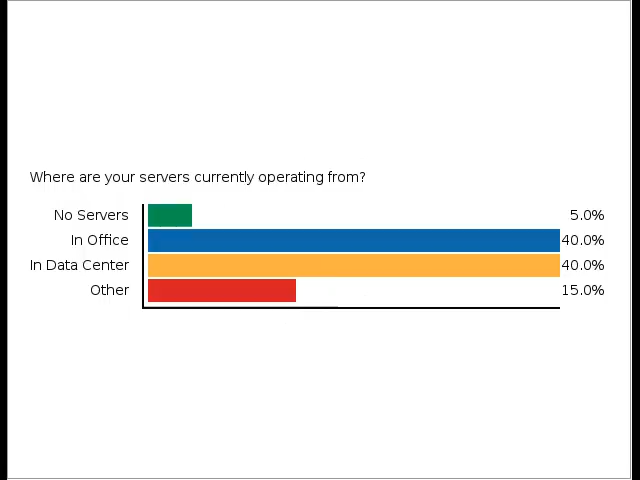 Where are your servers currently operating from?
No Servers 5.0%
In Office 40.0%
In Data Center 40.0%
Other 15.0%